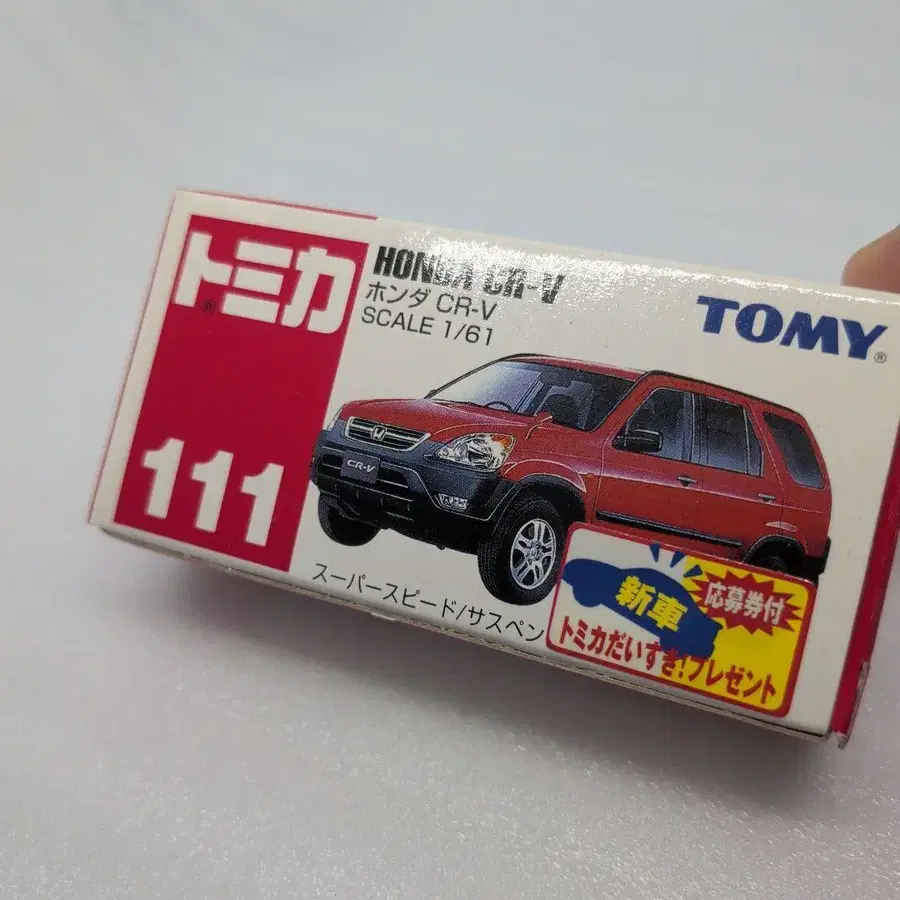 トミカ®
111
HONDA CR-V
ホンダ CR-V
SCALE 1/61
TOMY®
CR-V
スーパースピード/サスペン
新車
応募券付
トミカだいすき!プレゼント